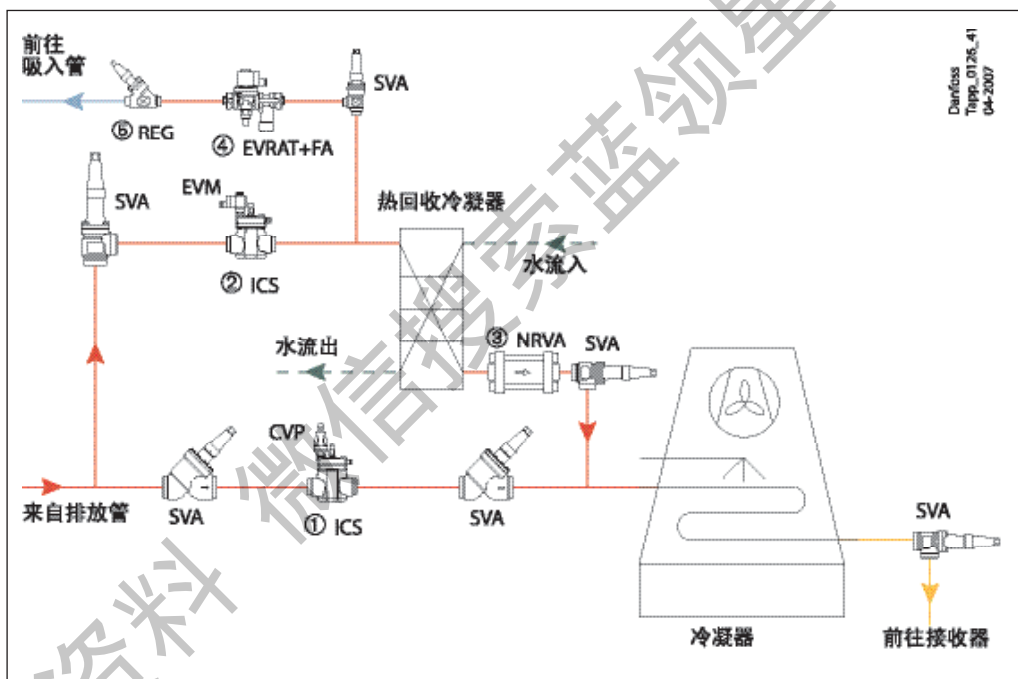 前往
吸入管
SVA
⑤ REG
④ EVRAT+FA
Danfoss
Tapp_0126_41
04-2007
SVA
EVM
② ICS
热回收冷凝器
水流入
水流出
③ NRVA
SVA
CVP
来自排放管
SVA
① ICS
SVA
SVA
冷凝器
前往接收器
资料 微信搜索蓝领星